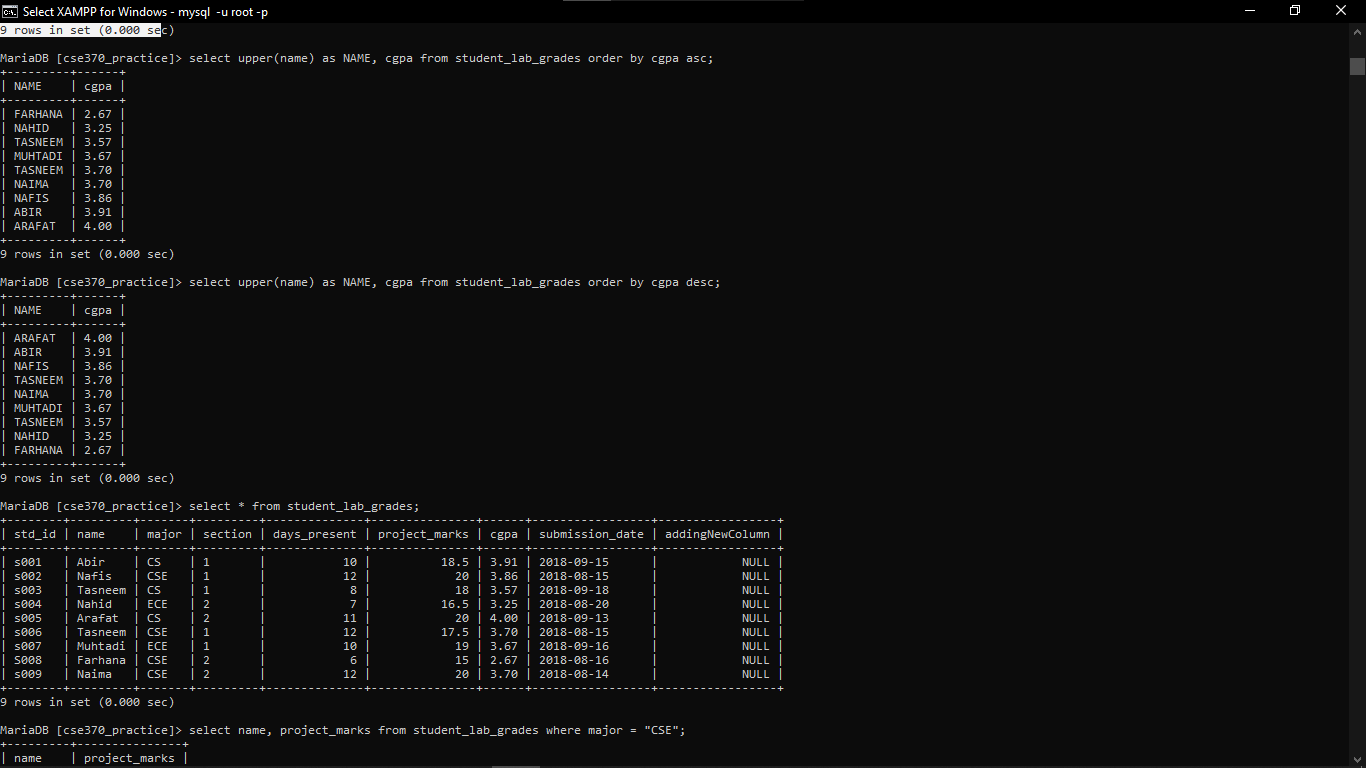 Select XAMPP for Windows - mysql  -u root -p
9 rows in set (0.000 sec)

MariaDB [cse370_practice]> select upper(name) as NAME, cgpa from student_lab_grades order by cgpa asc;
+---------+------+
| NAME    | cgpa |
+---------+------+
| FARHANA | 2.67 |
| NAHID   | 3.25 |
| TASNEEM | 3.57 |
| MUHTADI | 3.67 |
| TASNEEM | 3.70 |
| NAIMA   | 3.70 |
| NAFIS   | 3.86 |
| ABIR    | 3.91 |
| ARAFAT  | 4.00 |
+---------+------+
9 rows in set (0.000 sec)

MariaDB [cse370_practice]> select upper(name) as NAME, cgpa from student_lab_grades order by cgpa desc;
+---------+------+
| NAME    | cgpa |
+---------+------+
| ARAFAT  | 4.00 |
| ABIR    | 3.91 |
| NAFIS   | 3.86 |
| TASNEEM | 3.70 |
| NAIMA   | 3.70 |
| MUHTADI | 3.67 |
| TASNEEM | 3.57 |
| NAHID   | 3.25 |
| FARHANA | 2.67 |
+---------+------+
9 rows in set (0.000 sec)

MariaDB [cse370_practice]> select * from student_lab_grades;
+--------+---------+-------+---------+--------------+---------------+------+-----------------+-----------------+
| std_id | name    | major | section | days_present | project_marks | cgpa | submission_date | addingNewColumn |
+--------+---------+-------+---------+--------------+---------------+------+-----------------+-----------------+
| s001   | Abir    | CS    | 1       |           10 |          18.5 | 3.91 | 2018-09-15      |            NULL |
| s002   | Nafis   | CSE   | 1       |           12 |            20 | 3.86 | 2018-08-15      |            NULL |
| s003   | Tasneem | CS    | 1       |            8 |            18 | 3.57 | 2018-09-18      |            NULL |
| s004   | Nahid   | ECE   | 2       |            7 |          16.5 | 3.25 | 2018-08-20      |            NULL |
| s005   | Arafat  | CS    | 2       |           11 |            20 | 4.00 | 2018-09-13      |            NULL |
| s006   | Tasneem | CSE   | 1       |           12 |          17.5 | 3.70 | 2018-08-15      |            NULL |
| s007   | Muhtadi | ECE   | 1       |           10 |            19 | 3.67 | 2018-09-16      |            NULL |
| S008   | Farhana | CSE   | 2       |            6 |            15 | 2.67 | 2018-08-16      |            NULL |
| s009   | Naima   | CSE   | 2       |           12 |            20 | 3.70 | 2018-08-14      |            NULL |
+--------+---------+-------+---------+--------------+---------------+------+-----------------+-----------------+
9 rows in set (0.000 sec)

MariaDB [cse370_practice]> select name, project_marks from student_lab_grades where major = "CSE";
+---------+---------------+
| name    | project_marks |